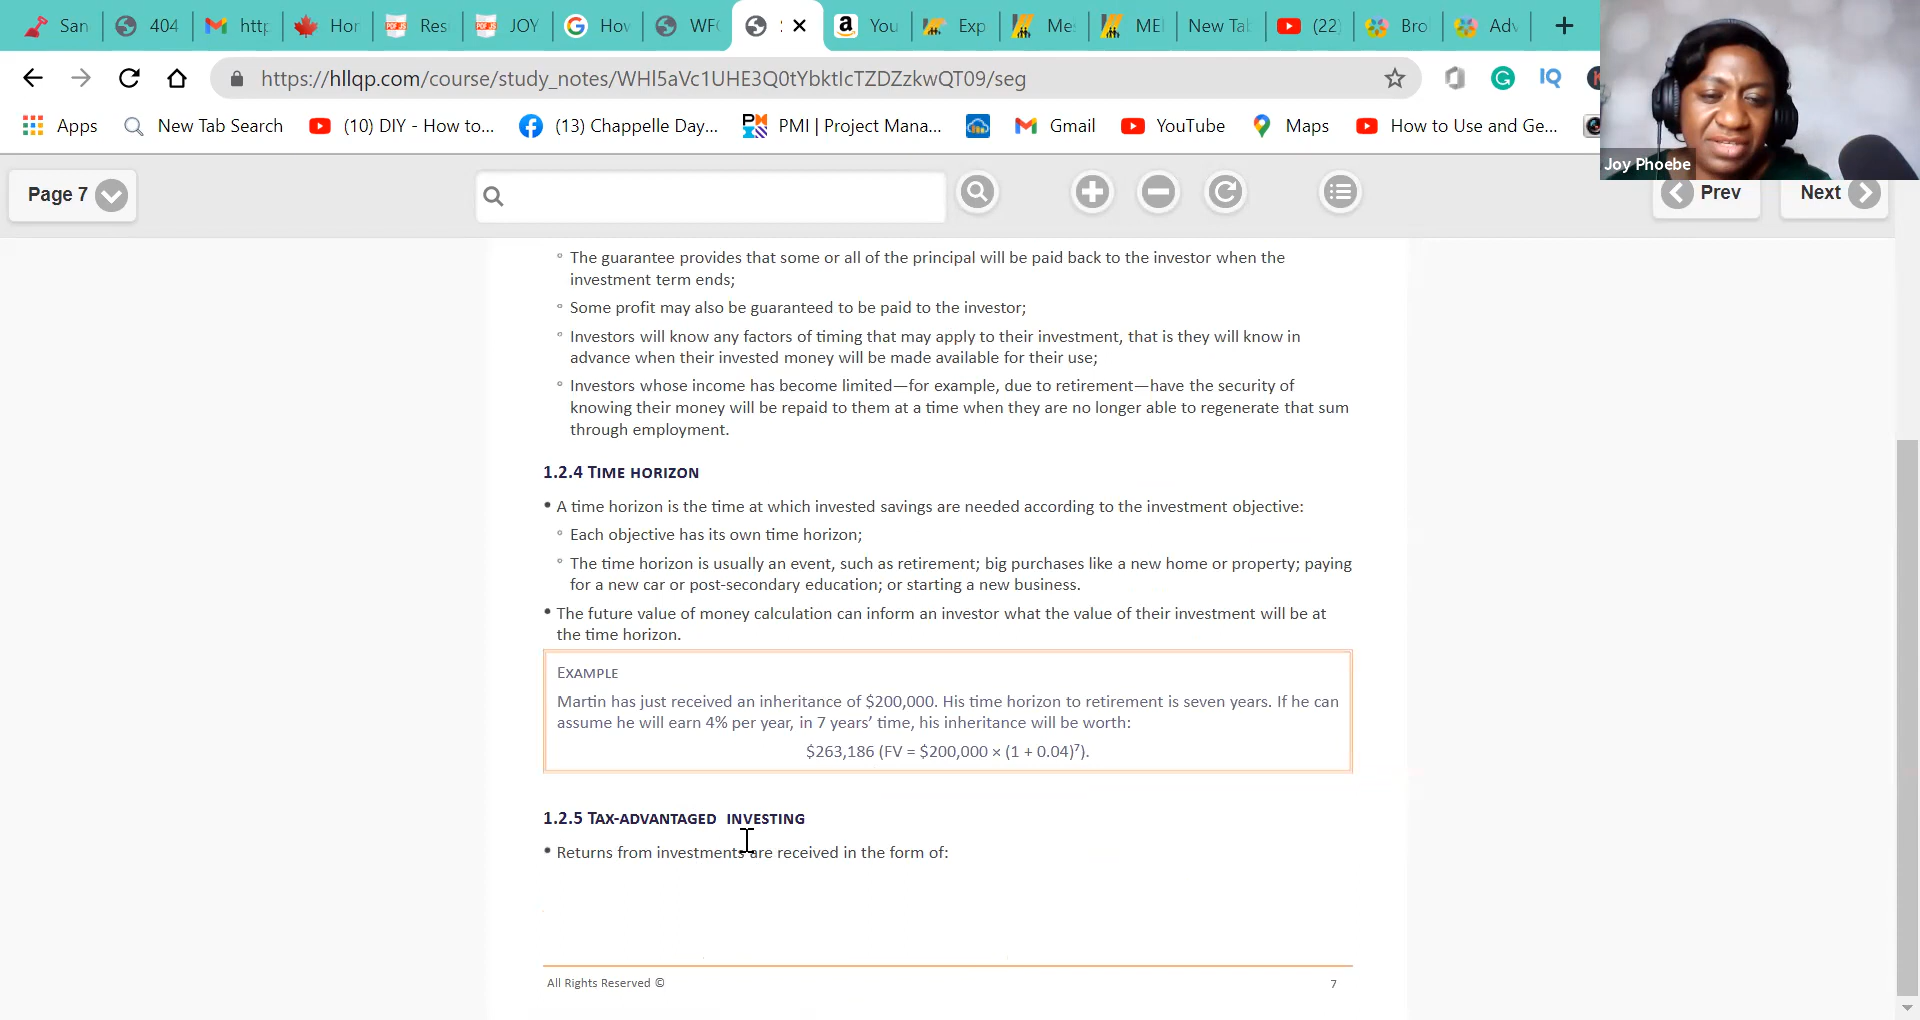 San 404 http Hor Res JOY Hov WFC : You Exp Me: MEI New Tab (22) Bro Adv
https://hllqp.com/course/study_notes/WHl5aVc1UHE3Q0tYbktIcTZDZzkwQT09/seg
Apps New Tab Search (10) DIY - How to... (13) Chappelle Day... PMI | Project Mana... Gmail YouTube Maps How to Use and Ge...
Joy Phoebe
Page 7 Prev Next
° The guarantee provides that some or all of the principal will be paid back to the investor when the
investment term ends;
° Some profit may also be guaranteed to be paid to the investor;
° Investors will know any factors of timing that may apply to their investment, that is they will know in
advance when their invested money will be made available for their use;
° Investors whose income has become limited—for example, due to retirement—have the security of
knowing their money will be repaid to them at a time when they are no longer able to regenerate that sum
through employment.
1.2.4 TIME HORIZON
• A time horizon is the time at which invested savings are needed according to the investment objective:
° Each objective has its own time horizon;
° The time horizon is usually an event, such as retirement; big purchases like a new home or property; paying
for a new car or post-secondary education; or starting a new business.
• The future value of money calculation can inform an investor what the value of their investment will be at
the time horizon.
EXAMPLE
Martin has just received an inheritance of $200,000. His time horizon to retirement is seven years. If he can
assume he will earn 4% per year, in 7 years’ time, his inheritance will be worth:
$263,186 (FV = $200,000 × (1 + 0.04)⁷).
1.2.5 TAX-ADVANTAGED INVESTING
• Returns from investments are received in the form of:
All Rights Reserved © 7